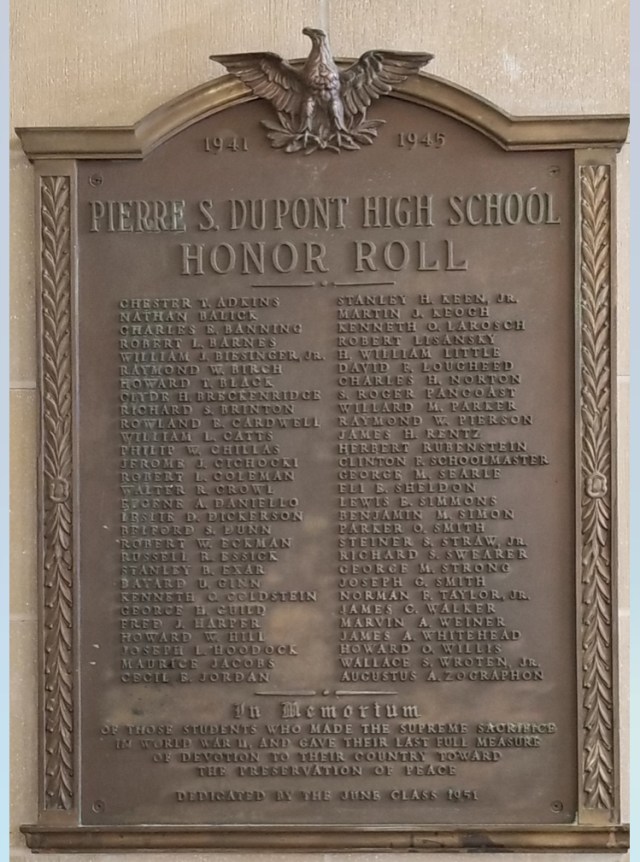 1941 1945
PIERRE S. DUPONT HIGH SCHOOL
HONOR ROLL
CHESTER T. ADKINS
NATHAN BALICK
CHARLES E. BANNING
ROBERT L. BARNES
WILLIAM J. BIESINGER, JR.
RAYMOND W. BIRCH
HOWARD T. BLACK
CLYDE H. BRECKENRIDGE
RICHARD S. BRINTON
ROWLAND E. CARDWELL
WILLIAM L. CATTS
PHILIP W. CHILLAS
JEROME J. CICHOCKI
ROBERT L. COLEMAN
WALTER R. CROWL
EUGENE A. DANIELLO
LESLIE D. DICKERSON
BELFORD S. DUNN
ROBERT W. ECKMAN
RUSSELL R. ESSICK
STANLEY B. EXAR
BAYARD U. GINN
KENNETH C. GOLDSTEIN
GEORGE H. GUILD
FRED J. HARPER
HOWARD W. HILL
JOSEPH L. HOODOCK
MAURICE JACOBS
CECIL E. JORDAN
STANLEY H. KEEN, JR.
MARTIN J. KEOGH
KENNETH O. LAROSCH
ROBERT LISANSKY
H. WILLIAM LITTLE
DAVID F. LOUGHEED
CHARLES H. NORTON
S. ROGER PANCOAST
WILLARD M. PARKER
RAYMOND W. PIERSON
JAMES H. RENTZ
HERBERT RUBENSTEIN
CLINTON F. SCHOOLMASTER
GEORGE M. SEARLE
ELI E. SHELDON
LEWIS E. SIMMONS
BENJAMIN M. SIMON
PARKER O. SMITH
STEINER S. STRAW, JR.
RICHARD S. SWEARER
GEORGE M. STRONG
JOSEPH G. SMITH
NORMAN F. TAYLOR, JR.
JAMES G. WALKER
MARVIN A. WEINER
JAMES A. WHITEHEAD
HOWARD O. WILLIS
WALLACE S. WROTEN, JR.
AUGUSTUS A. ZOGRAPHON
In Memorium
OF THOSE STUDENTS WHO MADE THE SUPREME SACRIFICE
IN WORLD WAR II, AND GAVE THEIR LAST FULL MEASURE
OF DEVOTION TO THEIR COUNTRY TOWARD
THE PRESERVATION OF PEACE
DEDICATED BY THE JUNE CLASS 1951